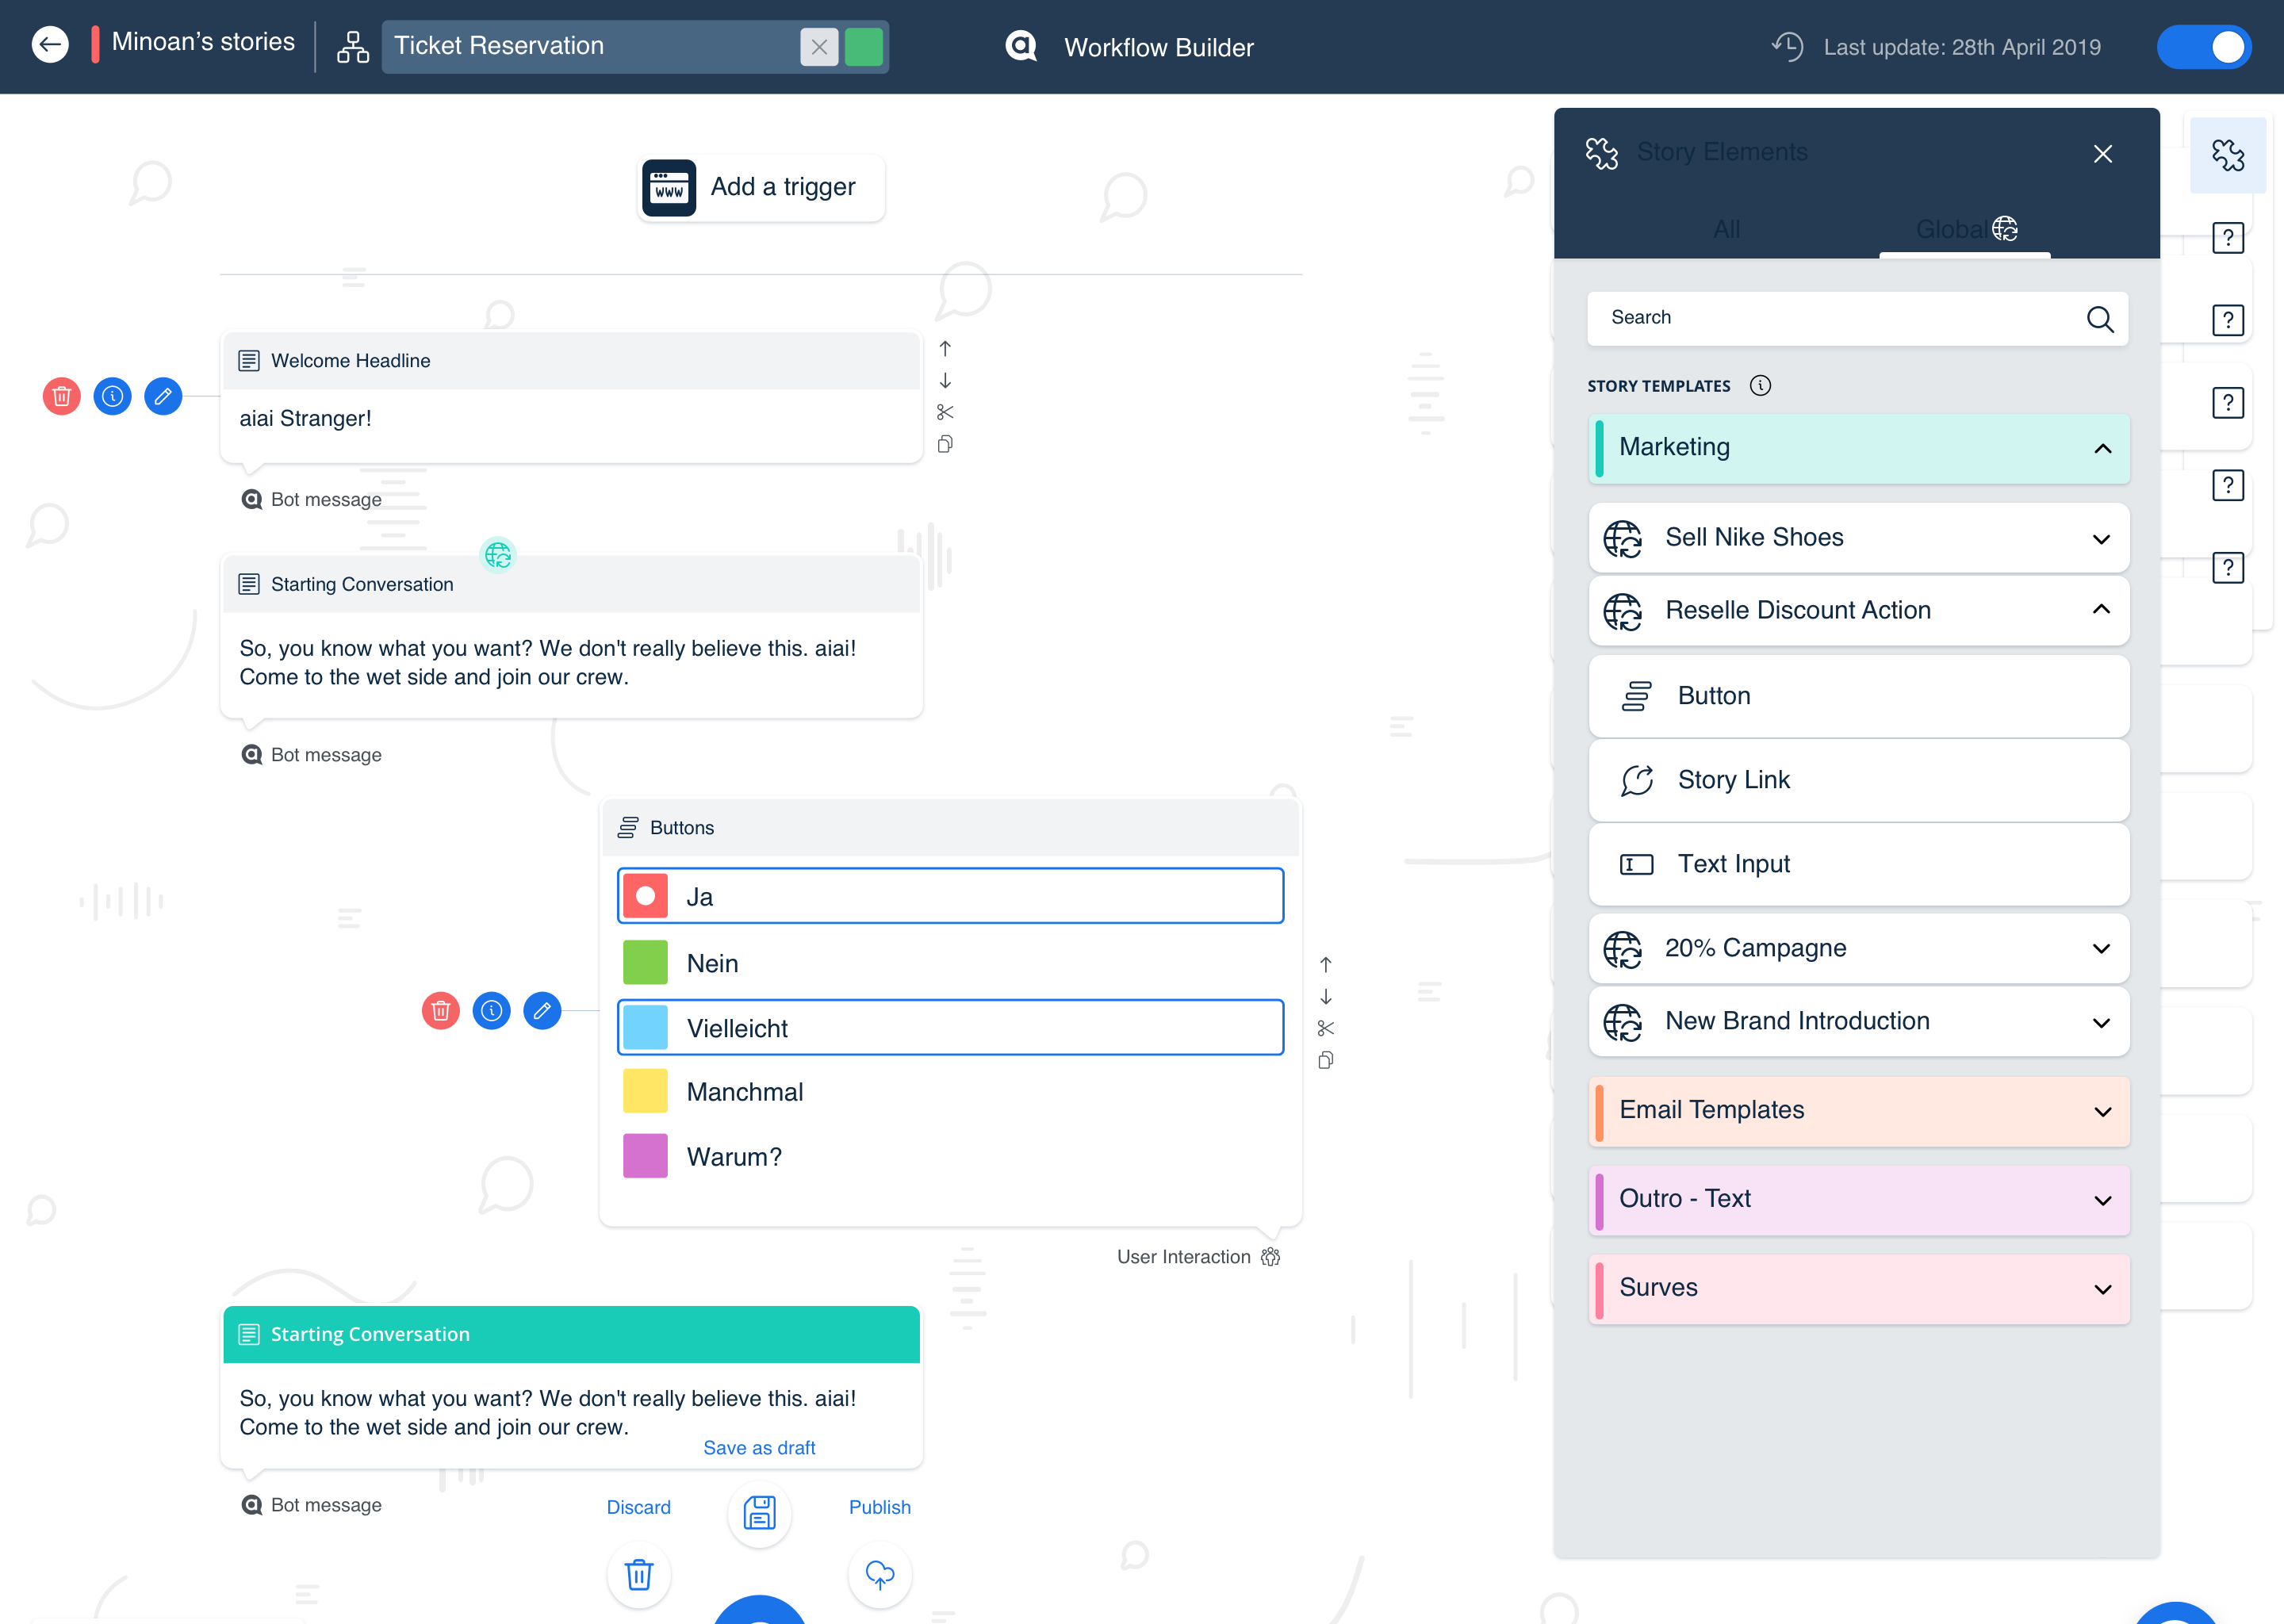 Minoan’s stories
Ticket Reservation
Workflow Builder
Last update: 28th April 2019
www
Add a trigger
Welcome Headline
aiai Stranger!
Bot message
Starting Conversation
So, you know what you want? We don't really believe this. aiai!
Come to the wet side and join our crew.
Bot message
Buttons
Ja
Nein
Vielleicht
Manchmal
Warum?
User Interaction
Starting Conversation
So, you know what you want? We don't really believe this. aiai!
Come to the wet side and join our crew.
Save as draft
Bot message
Discard
Publish
Story Elements
All
Global
Search
STORY TEMPLATES
Marketing
Sell Nike Shoes
Reselle Discount Action
Button
Story Link
Text Input
20% Campagne
New Brand Introduction
Email Templates
Outro - Text
Surves
?
?
?
?
?